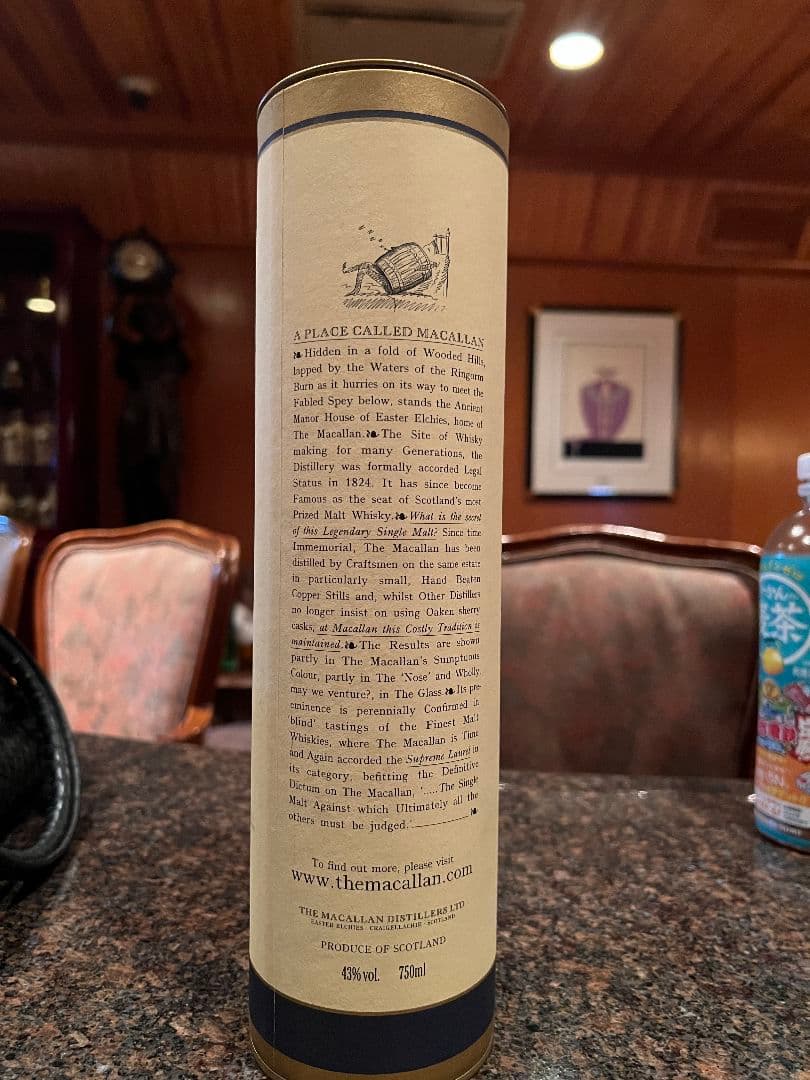 A PLACE CALLED MACALLAN
Hidden in a fold of Wooded Hills,
lapped by the Waters of the Ringorm
Burn as it hurries on its way to meet the
Fabled Spey below, stands the Ancient
Manor House of Easter Elchies, home of
The Macallan. The Site of Whisky
making for many Generations, the
Distillery was formally accorded Legal
Status in 1824. It has since become
Famous as the seat of Scotland's most
Prized Malt Whisky. What is the secret
of this Legendary Single Malt? Since time
Immemorial, The Macallan has been
distilled by Craftsmen on the same estate
in particularly small, Hand Beaten
Copper Stills and, whilst Other Distillers
no longer insist on using Oaken sherry
casks, at Macallan this Costly Tradition is
maintained. The Results are shown
partly in The Macallan's Sumptuous
Colour, partly in The 'Nose' and Wholly,
may we venture?, in The Glass. Its pre-
eminence is perennially Confirmed in
'blind' tastings of the Finest Malt
Whiskies, where The Macallan is Time
and Again accorded the Supreme Laurel in
its category, befitting the Definitive
Dictum on The Macallan, '.....The Single
Malt Against which Ultimately all the
others must be judged.'
To find out more, please visit
www.themacallan.com
THE MACALLAN DISTILLERS LTD
EASTER ELCHIES · CRAIGELLACHIE · SCOTLAND
PRODUCE OF SCOTLAND
43% vol. 750ml
茶